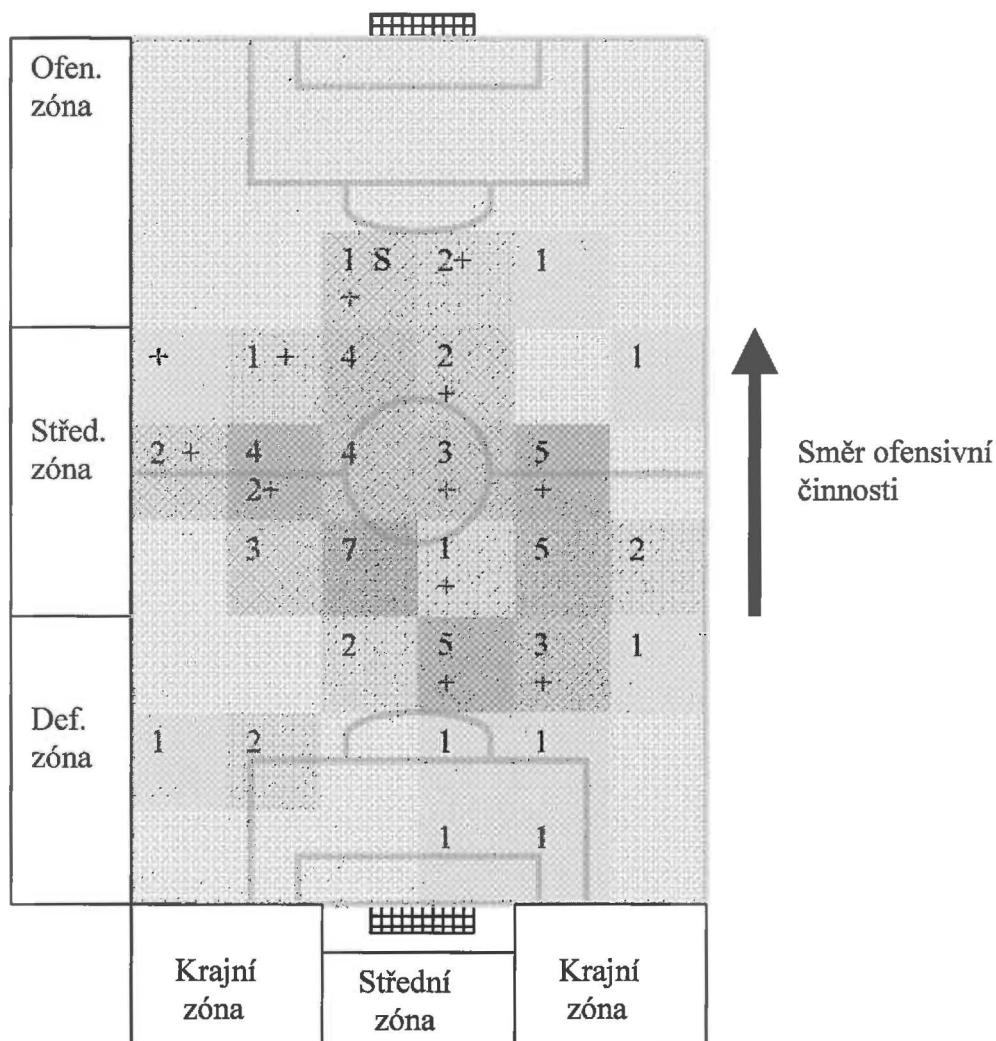 Ofen.
zóna
1 S 2+ 1
+
+ 1 + 4 2 1
+
Střed.
zóna
2 + 4 4 3 5
2+ + +
3 7 1 5 2
+
2 5 3 1
+ +
Def.
zóna
1 2 1 1
1 1
Směr ofensivní
činnosti
Krajní
zóna
Střední
zóna
Krajní
zóna